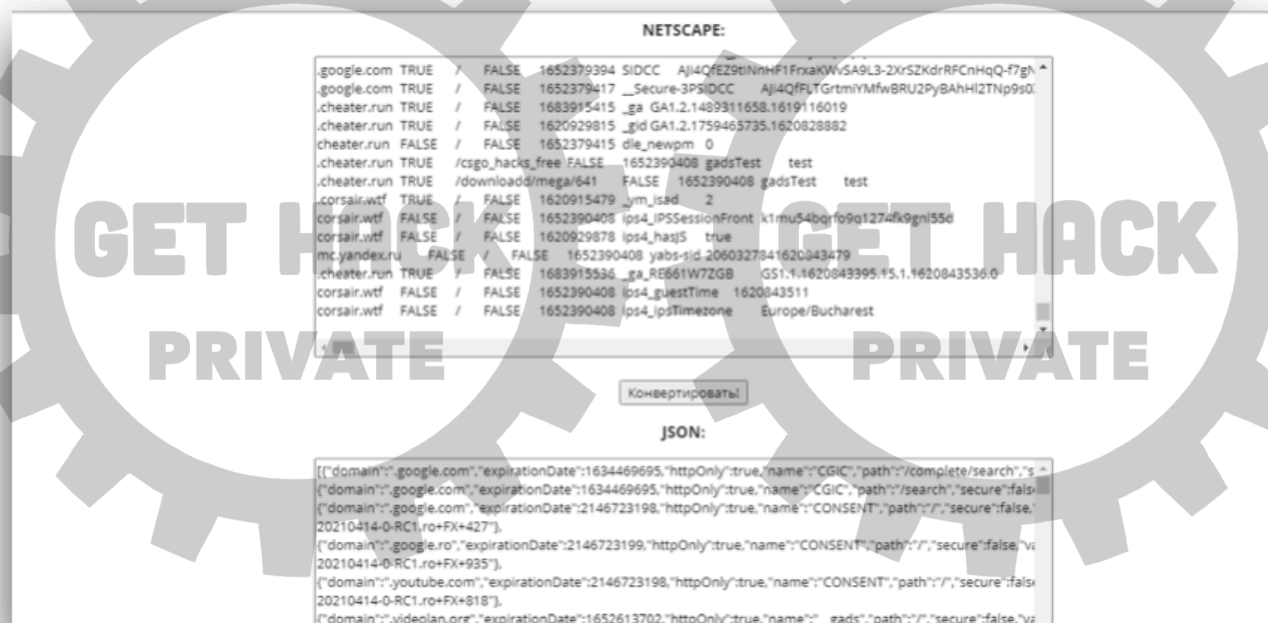 NETSCAPE:
.google.com TRUE / FALSE 1652379394 SIDCC
.google.com TRUE / FALSE 1652379417 __Secure-3PSIDCC
.cheater.run TRUE / FALSE 1683915415 _ga GA1.2.1489311658.1619116019
.cheater.run TRUE / FALSE 1620929815 _gid GA1.2.1759465735.1620828882
cheater.run FALSE / FALSE 1652379415 dle_newpm 0
.cheater.run TRUE /csgo_hacks_free FALSE 1652390408 gadsTest test
.cheater.run TRUE /downloadd/mega/641 FALSE 1652390408 gadsTest test
.corsair.wtf TRUE / FALSE 1620915479 _ym_isad 2
corsair.wtf FALSE / FALSE 1652390408 ips4_IPSSessionFront
corsair.wtf FALSE / FALSE 1620929878 ips4_hasJS true
mc.yandex.ru FALSE / FALSE 1652390408 yabs-sid 2060327841620843479
.cheater.run TRUE / FALSE 1683915536 _ga_RE661W7ZGB GS1.1.1620843395.15.1.1620843536.0
corsair.wtf FALSE / FALSE 1652390408 ips4_guestTime 1620843511
corsair.wtf FALSE / FALSE 1652390408 ips4_ipsTimezone Europe/Bucharest
GET HACK
PRIVATE
GET HACK
PRIVATE
Конвертировать!
JSON:
[{"domain":".google.com","expirationDate":1634469695,"httpOnly":true,"name":"CGIC","path":"/complete/search","s
{"domain":".google.com","expirationDate":1634469695,"httpOnly":true,"name":"CGIC","path":"/search","secure":fals
{"domain":".google.com","expirationDate":2146723198,"httpOnly":true,"name":"CONSENT","path":"/","secure":false,"
20210414-0-RC1.ro+FX+427"},
{"domain":".google.ro","expirationDate":2146723199,"httpOnly":true,"name":"CONSENT","path":"/","secure":false,"va
20210414-0-RC1.ro+FX+935"},
{"domain":".youtube.com","expirationDate":2146723198,"httpOnly":true,"name":"CONSENT","path":"/","secure":fals
20210414-0-RC1.ro+FX+818"},
{"domain":".videolan.org","expirationDate":1652613702,"httpOnly":true,"name":"__gads","path":"/","secure":false,"va